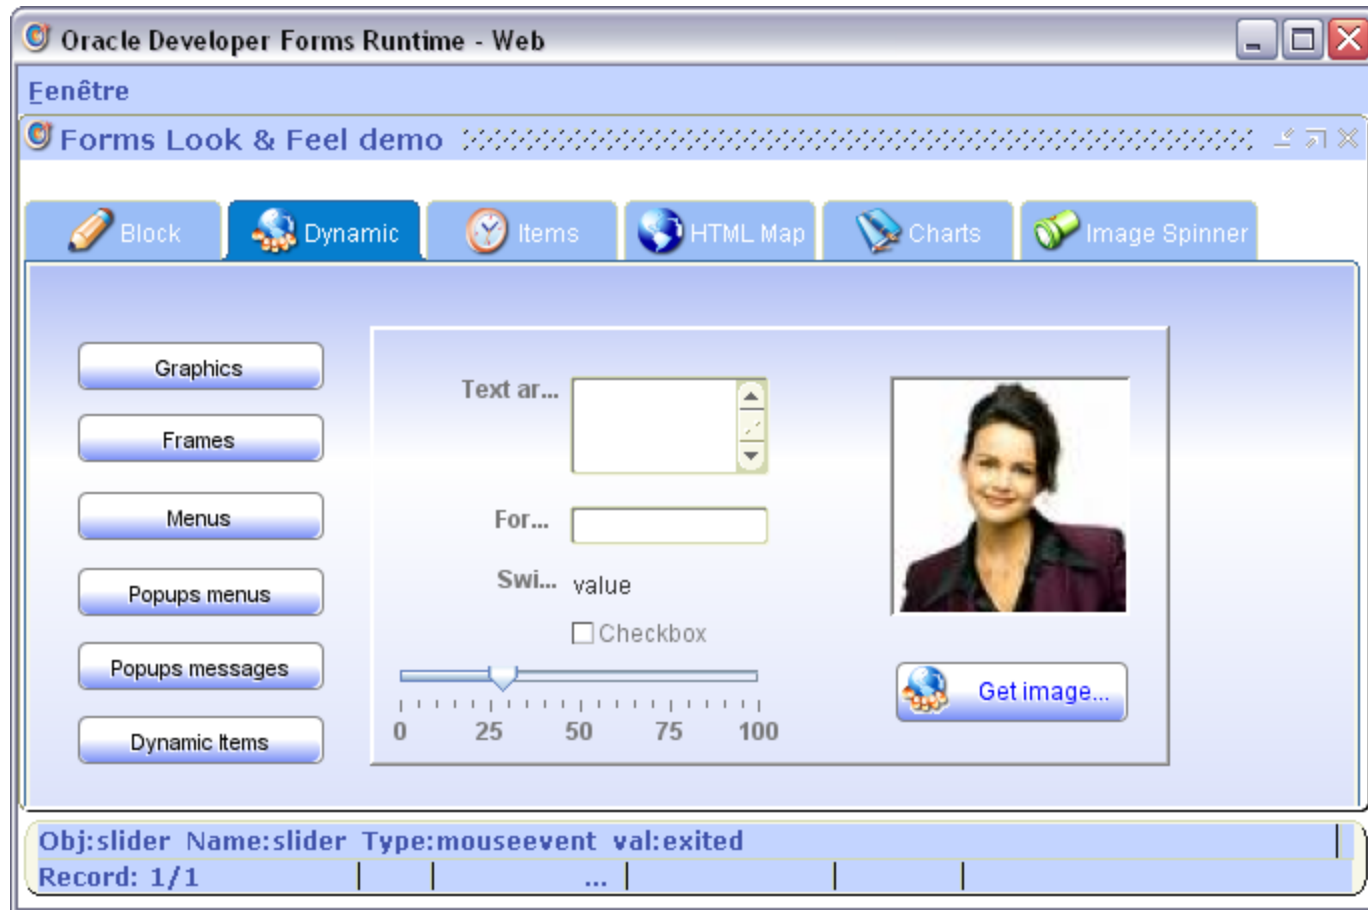 Oracle Developer Forms Runtime - Web
Fenêtre
Forms Look & Feel demo
Block
Dynamic
Items
HTML Map
Charts
Image Spinner
Graphics
Frames
Menus
Popups menus
Popups messages
Dynamic Items
Text ar...
For...
Swi... value
Checkbox
0 25 50 75 100
Get image...
Obj:slider Name:slider Type:mouseevent val:exited
Record: 1/1 ...